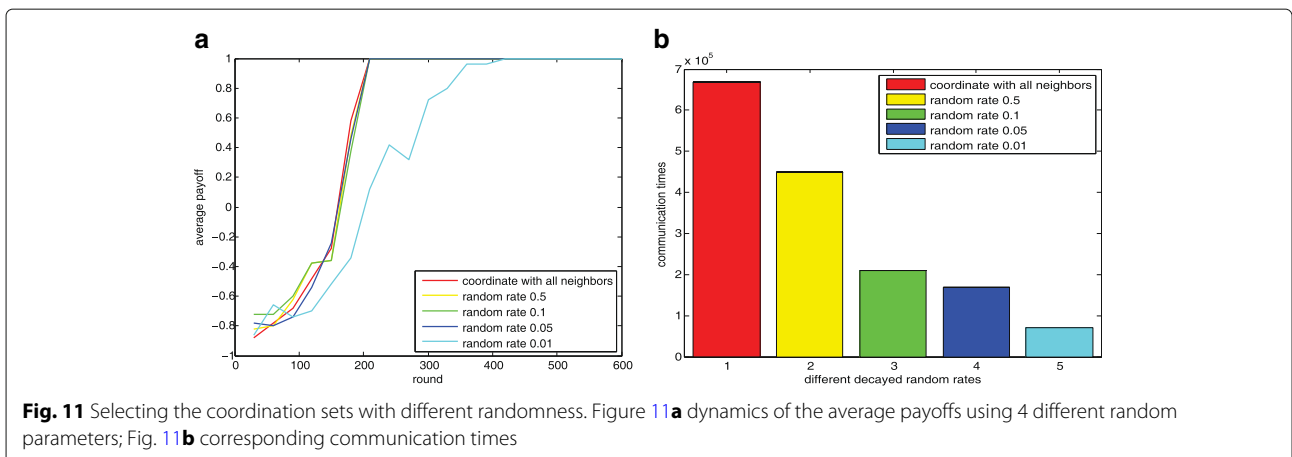 a
1
0.8
0.6
0.4
0.2
0
−0.2
−0.4
−0.6
−0.8
−1
average payoff
0 100 200 300 400 500 600
round
coordinate with all neighbors
random rate 0.5
random rate 0.1
random rate 0.05
random rate 0.01
b
7 x 10^5
6
5
4
3
2
1
0
communication times
1 2 3 4 5
different decayed random rates
coordinate with all neighbors
random rate 0.5
random rate 0.1
random rate 0.05
random rate 0.01
Fig. 11 Selecting the coordination sets with different randomness. Figure 11a dynamics of the average payoffs using 4 different random
parameters; Fig. 11b corresponding communication times